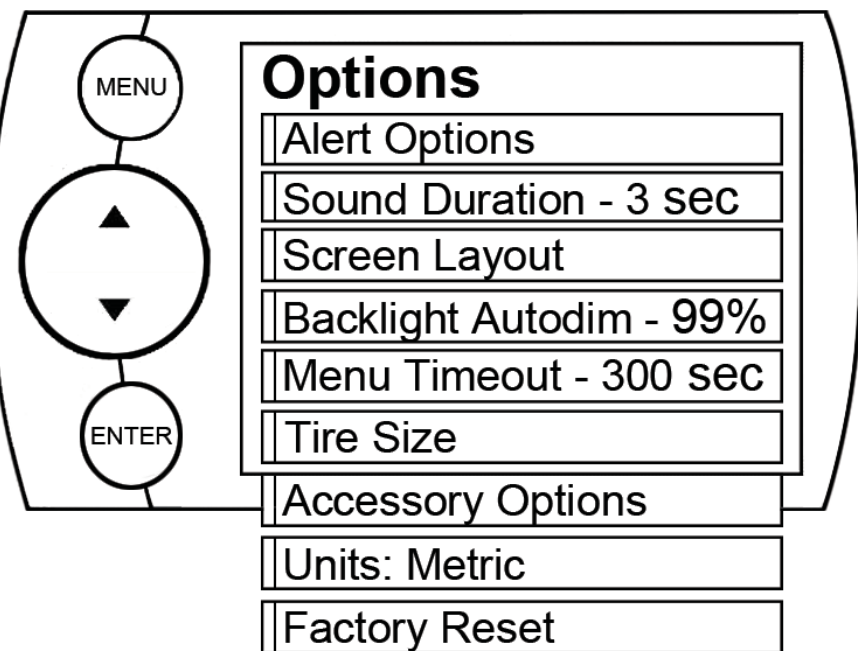 MENU
Options
Alert Options
Sound Duration - 3 sec
Screen Layout
Backlight Autodim - 99%
Menu Timeout - 300 sec
ENTER
Tire Size
Accessory Options
Units: Metric
Factory Reset